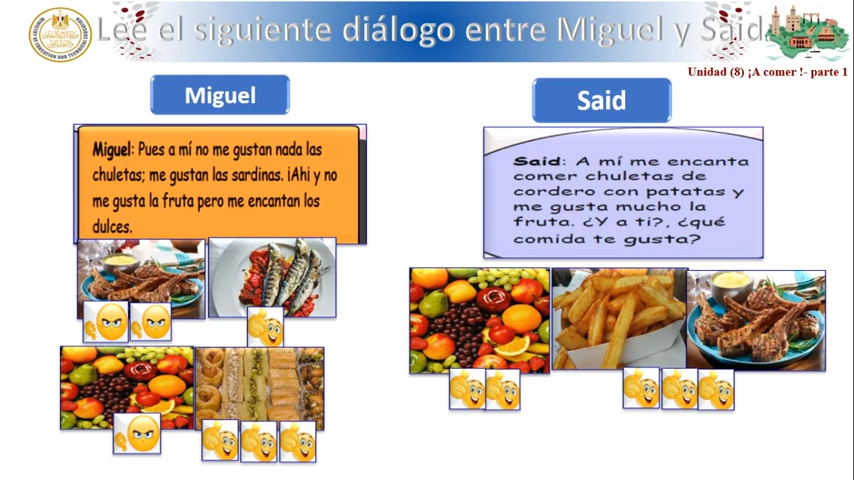 Lee el siguiente diálogo entre Miguel y Said
Unidad (8) ¡A comer !- parte 1
Miguel
Miguel: Pues a mí no me gustan nada las
chuletas; me gustan las sardinas. ¡Ah¡ y no
me gusta la fruta pero me encantan los
dulces.
Said
Said: A mí me encanta
comer chuletas de
cordero con patatas y
me gusta mucho la
fruta. ¿Y a ti?, ¿qué
comida te gusta?